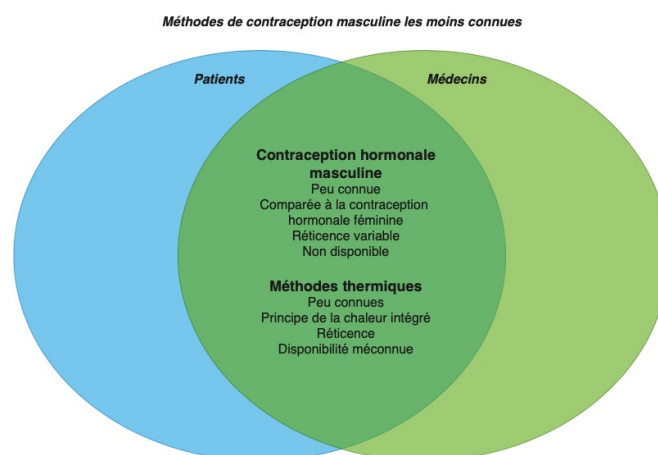 Méthodes de contraception masculine les moins connues
Patients
Médecins
Contraception hormonale
masculine
Peu connue
Comparée à la contraception
hormonale féminine
Réticence variable
Non disponible
Méthodes thermiques
Peu connues
Principe de la chaleur intégré
Réticence
Disponibilité méconnue